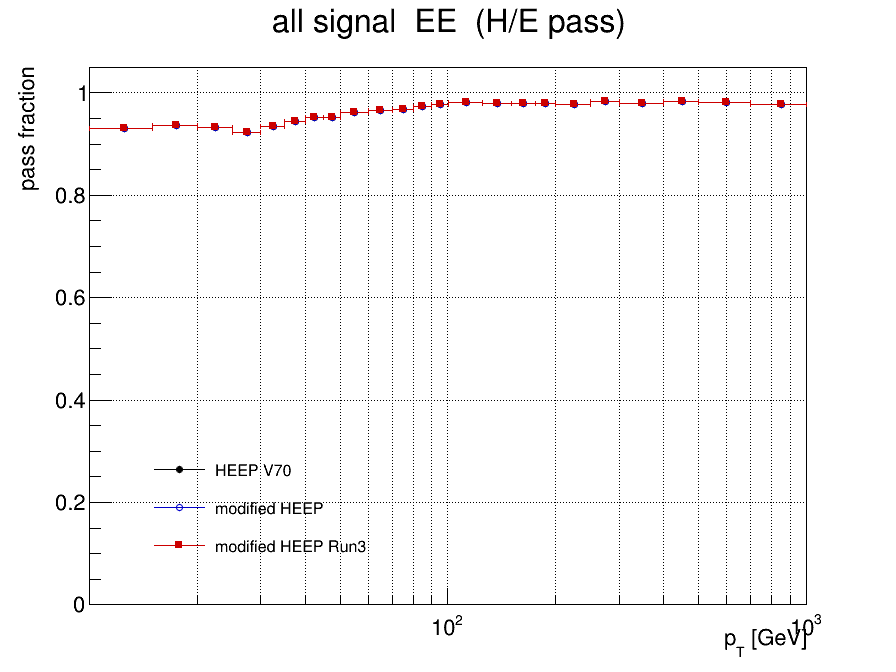 all signal EE (H/E pass)
pass fraction
1
0.8
0.6
0.4
0.2
0
HEEP V70
modified HEEP
modified HEEP Run3
10²
10³
p_T [GeV]